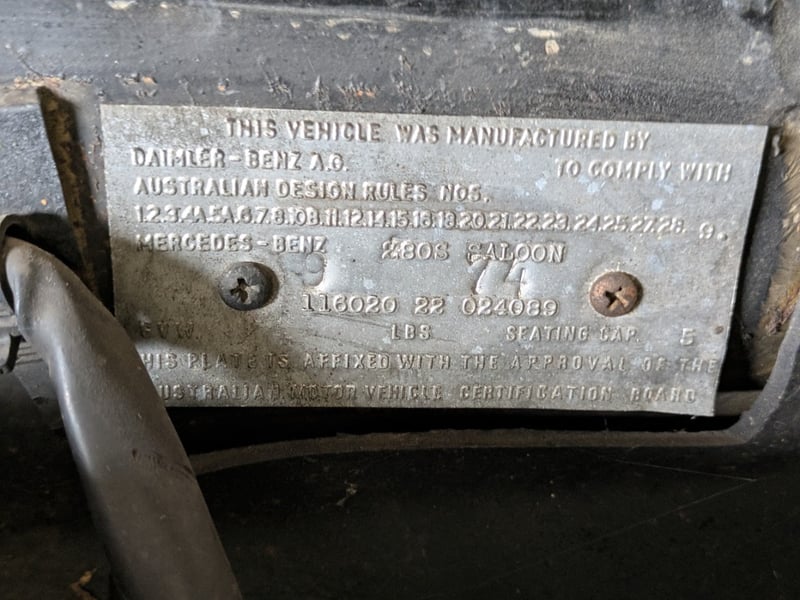 THIS VEHICLE WAS MANUFACTURED BY
DAIMLER-BENZ A.G. TO COMPLY WITH
AUSTRALIAN DESIGN RULES NOS.
1.2.3.4A.5A.6.7.8.10B.11.12.14.15.16.18.20.21.22.23.24.25.27.28. 9.
MERCEDES-BENZ 280S SALOON
9 74
116020 22 024089
G.V.W. LBS SEATING CAP. 5
THIS PLATE IS AFFIXED WITH THE APPROVAL OF THE
AUSTRALIAN MOTOR VEHICLE CERTIFICATION BOARD